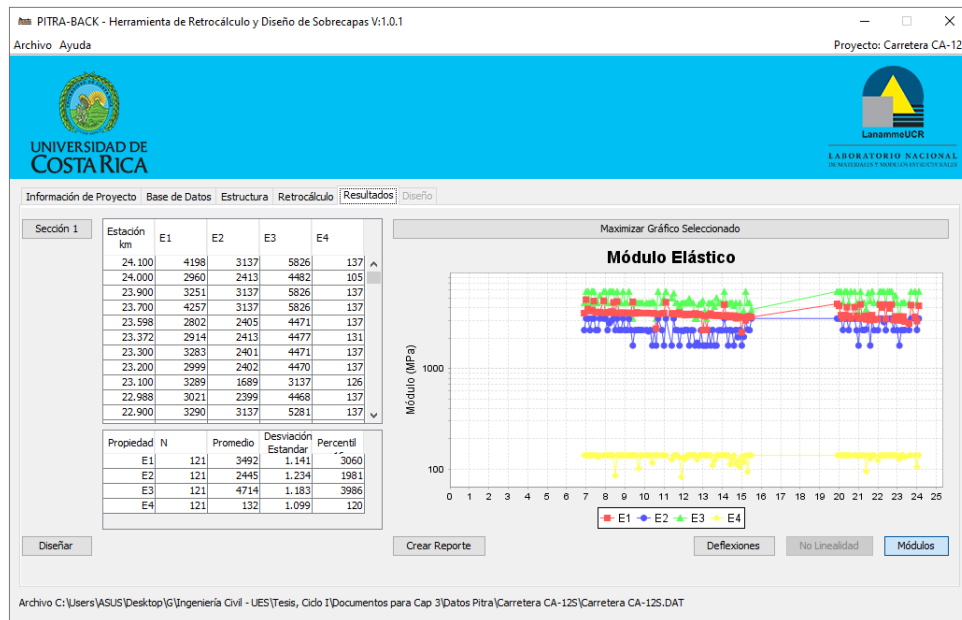 PITRA-BACK - Herramienta de Retrocálculo y Diseño de Sobrecapas V:1.0.1
Archivo Ayuda Proyecto: Carretera CA-12
UNIVERSIDAD DE
COSTA RICA
LanammeUCR
LABORATORIO NACIONAL
DE MATERIALES Y MODELOS ESTRUCTURALES
Información de Proyecto Base de Datos Estructura Retrocálculo Resultados Diseño
Sección 1
Estación km E1 E2 E3 E4
24.100 4198 3137 5826 137
24.000 2960 2413 4482 105
23.900 3251 3137 5826 137
23.700 4257 3137 5826 137
23.598 2802 2405 4471 137
23.372 2914 2413 4477 131
23.300 3283 2401 4471 137
23.200 2999 2402 4470 137
23.100 3289 1689 3137 126
22.988 3021 2399 4468 137
22.900 3290 3137 5281 137
Propiedad N Promedio Desviación Estandar Percentil
E1 121 3492 1.141 3060
E2 121 2445 1.234 1981
E3 121 4714 1.183 3986
E4 121 132 1.099 120
Diseñar
Maximizar Gráfico Seleccionado
Módulo Elástico
Módulo (MPa)
1000
100
0 1 2 3 4 5 6 7 8 9 10 11 12 13 14 15 16 17 18 19 20 21 22 23 24 25
E1 E2 E3 E4
Crear Reporte Deflexiones No Linealidad Módulos
Archivo C:\Users\ASUS\Desktop\G\Ingeniería Civil - UES\Tesis, Ciclo I\Documentos para Cap 3\Datos Pitra\Carretera CA-12S\Carretera CA-12S.DAT